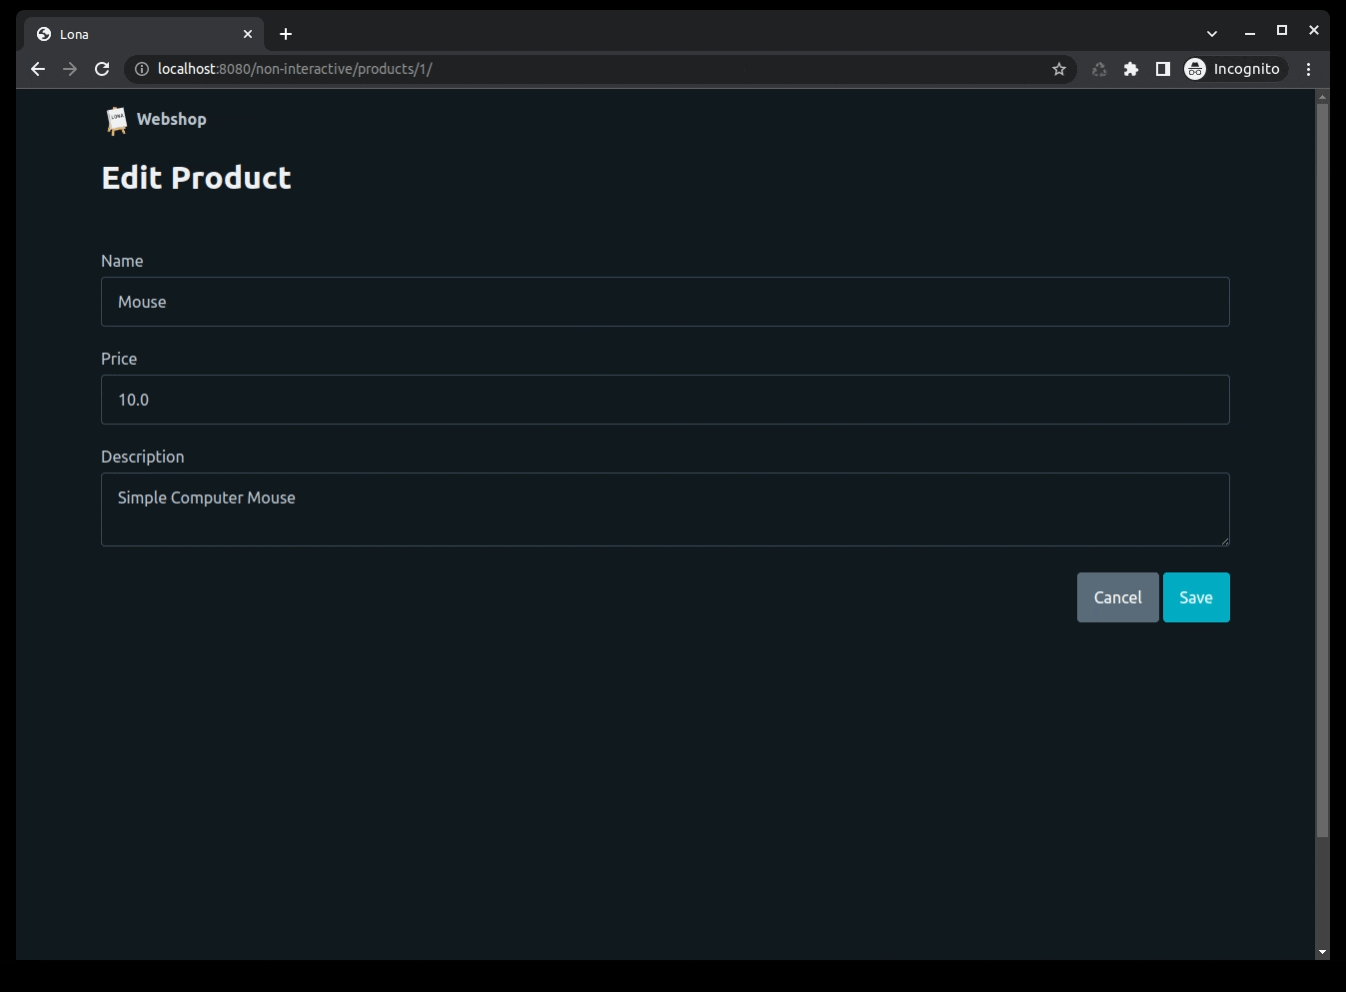 Lona
localhost:8080/non-interactive/products/1/
Incognito
LONA
Webshop
Edit Product
Name
Mouse
Price
10.0
Description
Simple Computer Mouse
Cancel
Save